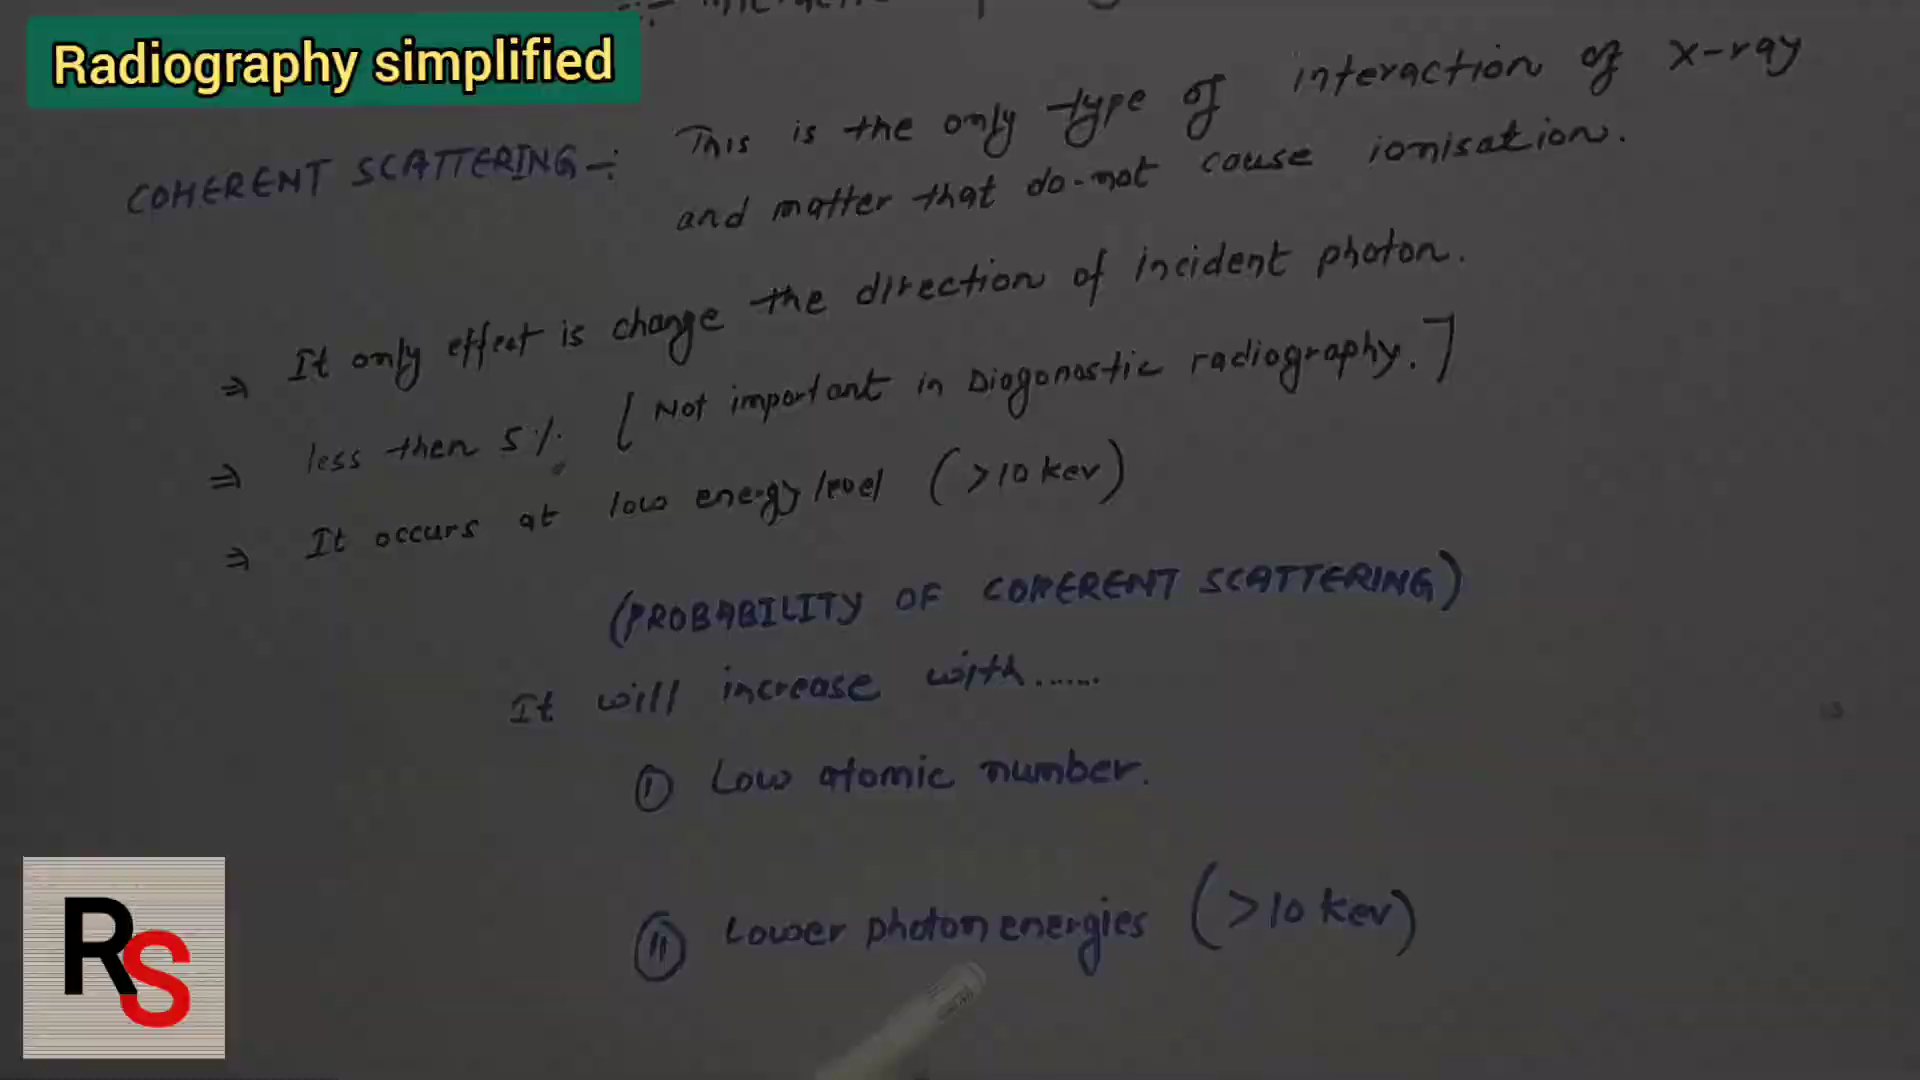 Radiography simplified
COHERENT SCATTERING -: This is the only type of interaction of x-ray
and matter that do-not cause ionisation.
⇒ It only effect is change the direction of incident photon.
⇒ less then 5% [Not important in Diagonastic radiography.]
⇒ It occurs at low energy level (>10 kev)
(PROBABILITY OF COHERENT SCATTERING)
It will increase with.......
① Low atomic number.
② Lower photon energies (>10 kev)
RS